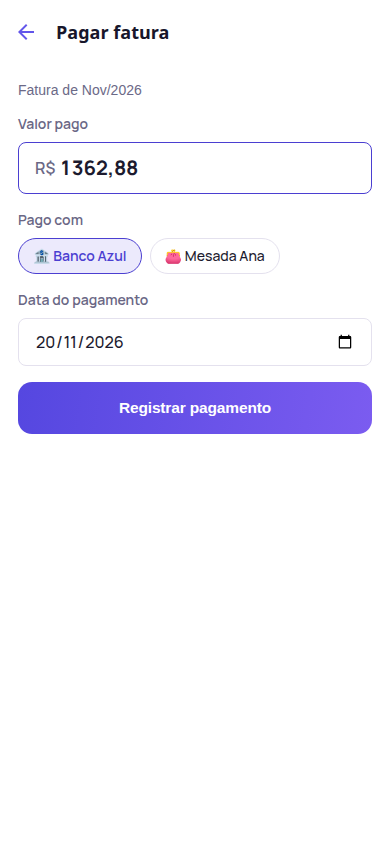 Pagar fatura
Fatura de Nov/2026
Valor pago
R$ 1362,88
Pago com
Banco Azul
Mesada Ana
Data do pagamento
20/11/2026
Registrar pagamento